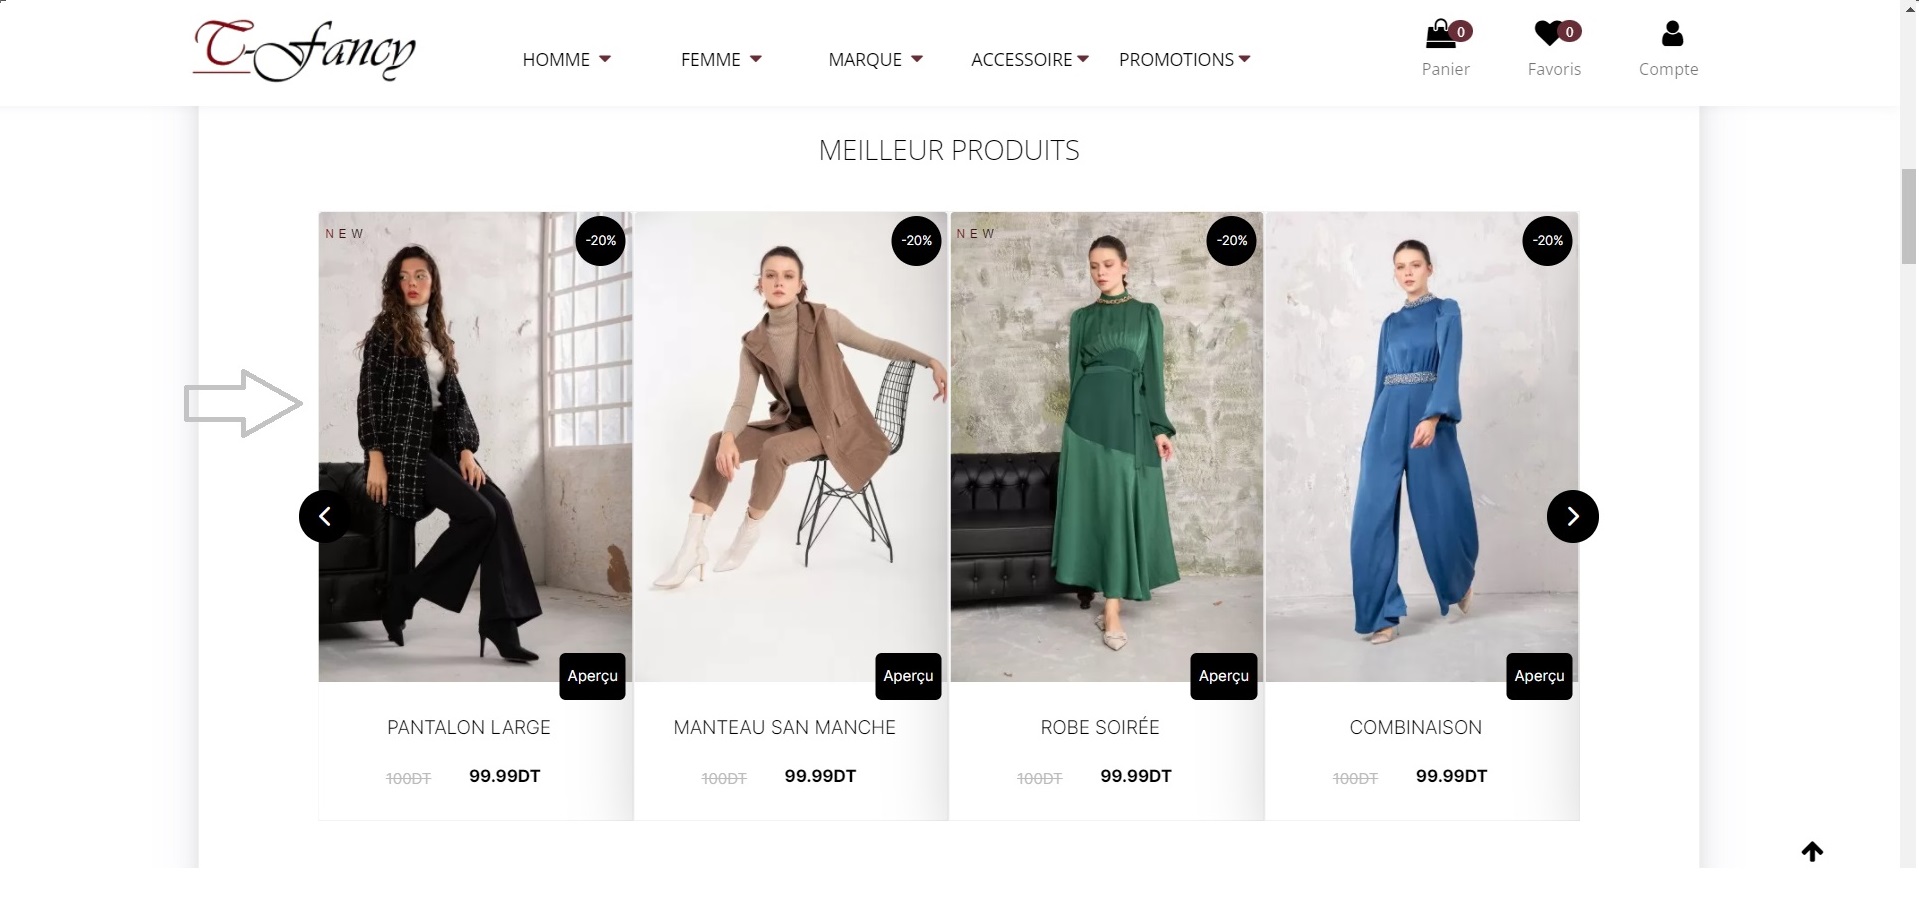 T-Fancy
HOMME
FEMME
MARQUE
ACCESSOIRE
PROMOTIONS
0
Panier
0
Favoris
Compte
MEILLEUR PRODUITS
NEW
-20%
Aperçu
PANTALON LARGE
100DT 99.99DT
-20%
Aperçu
MANTEAU SAN MANCHE
100DT 99.99DT
NEW
-20%
Aperçu
ROBE SOIRÉE
100DT 99.99DT
-20%
Aperçu
COMBINAISON
100DT 99.99DT